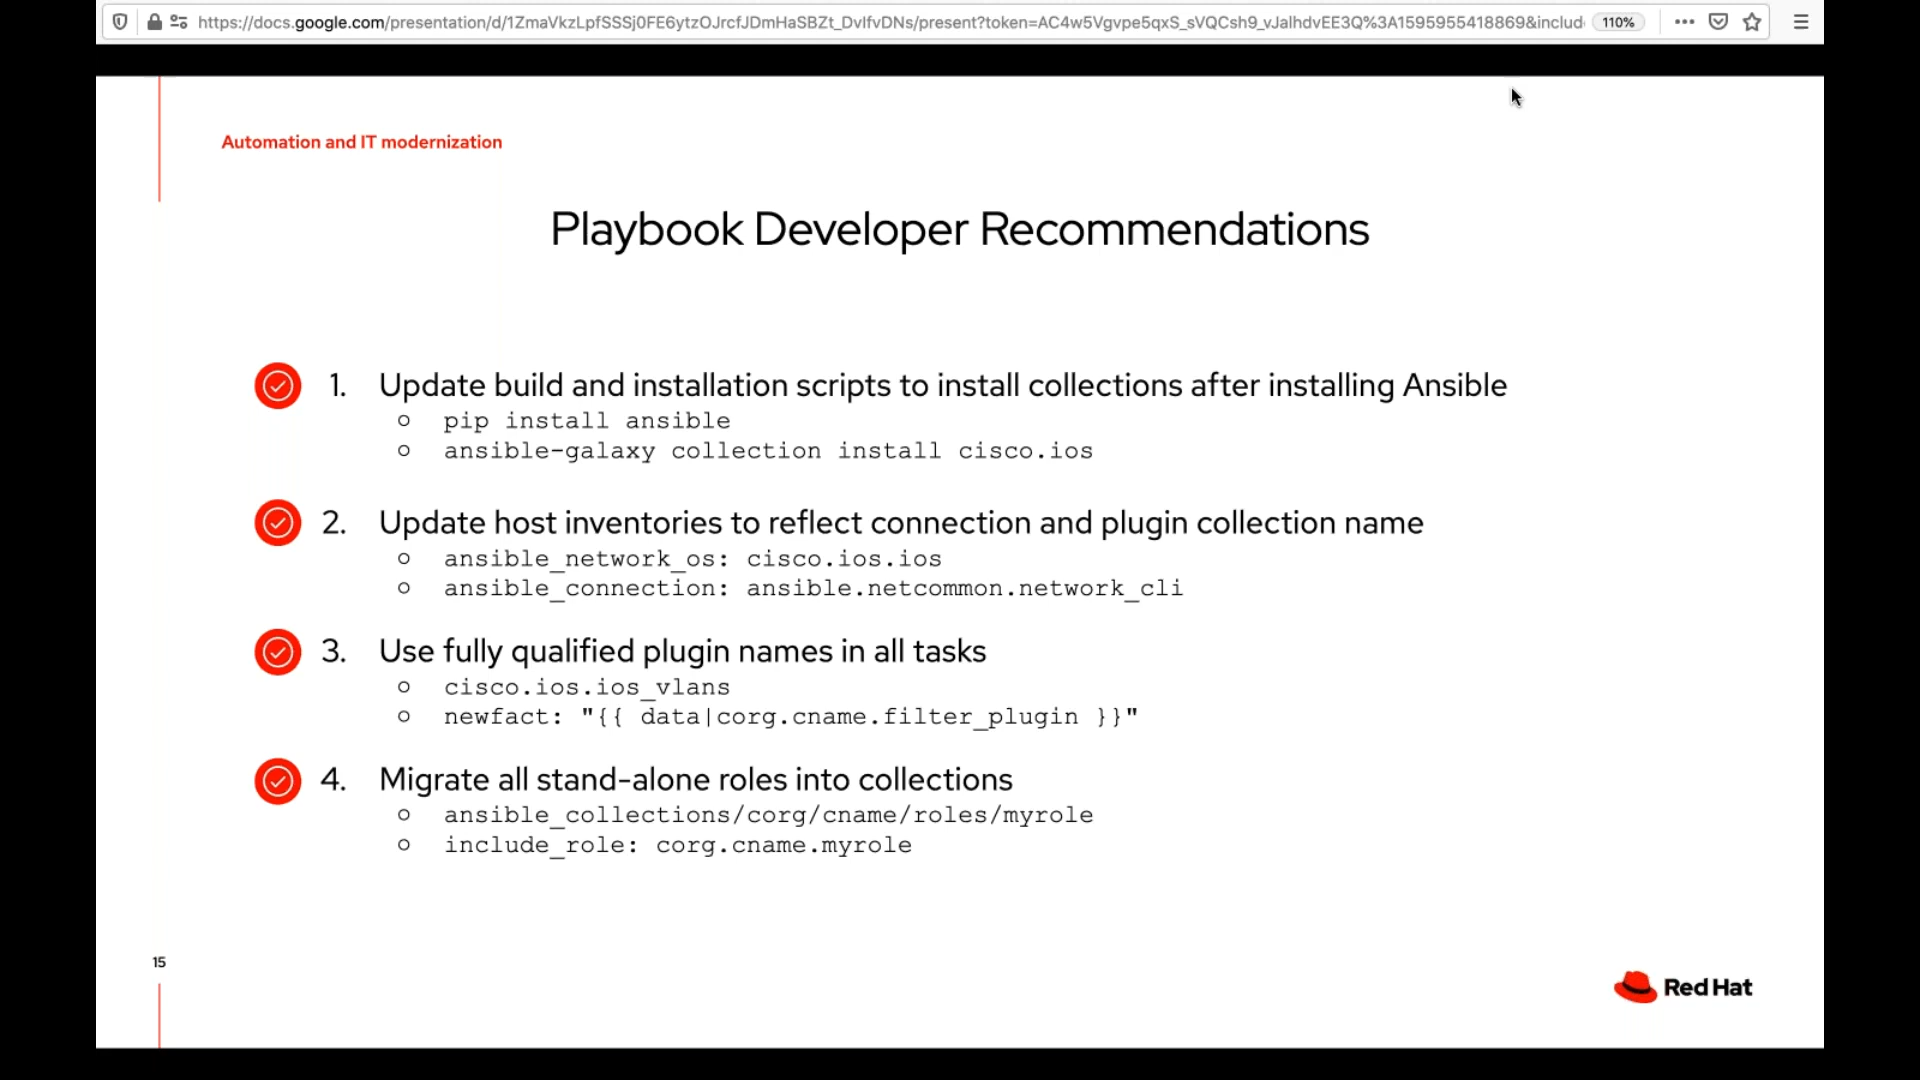 https://docs.google.com/presentation/d/1ZmaVkzLpfSSSj0FE6ytzOJrcfJDmHaSBZt_DvIfvDNs/present?token=AC4w5Vgvpe5qxS_sVQCsh9_vJalhdvEE3Q%3A1595955418869&includ 110%
Automation and IT modernization
Playbook Developer Recommendations
1. Update build and installation scripts to install collections after installing Ansible
○ pip install ansible
○ ansible-galaxy collection install cisco.ios
2. Update host inventories to reflect connection and plugin collection name
○ ansible_network_os: cisco.ios.ios
○ ansible_connection: ansible.netcommon.network_cli
3. Use fully qualified plugin names in all tasks
○ cisco.ios.ios_vlans
○ newfact: "{{ data|corg.cname.filter_plugin }}"
4. Migrate all stand-alone roles into collections
○ ansible_collections/corg/cname/roles/myrole
○ include_role: corg.cname.myrole
15
Red Hat